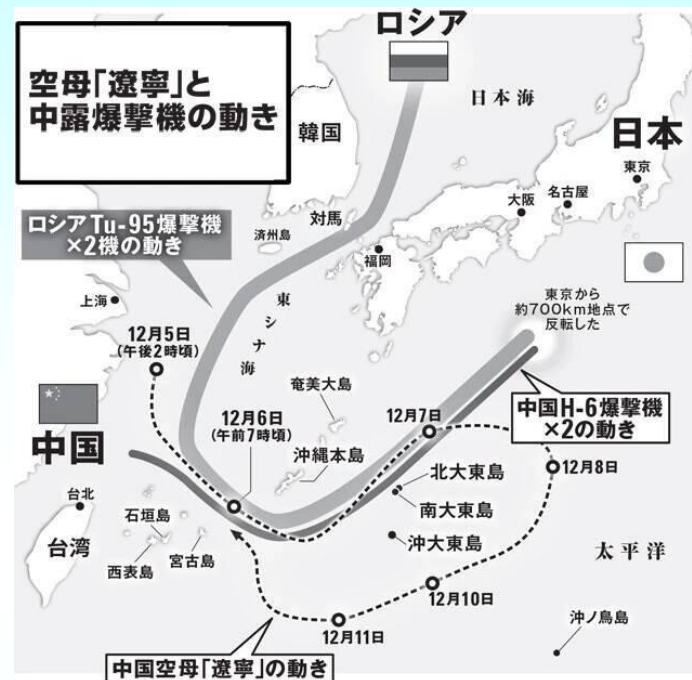 空母「遼寧」と
中露爆撃機の動き
ロシア
日本海
韓国
日本
東京
名古屋
大阪
対馬
済州島
福岡
ロシアTu-95爆撃機
×2機の動き
上海
東シナ海
東京から
約700km地点で
反転した
12月5日
(午後2時頃)
奄美大島
12月6日
(午前7時頃)
12月7日
中国H-6爆撃機
×2の動き
中国
沖縄本島
12月8日
北大東島
南大東島
台北
石垣島
沖大東島
台湾
宮古島
西表島
太平洋
12月10日
12月11日
沖ノ鳥島
中国空母「遼寧」の動き